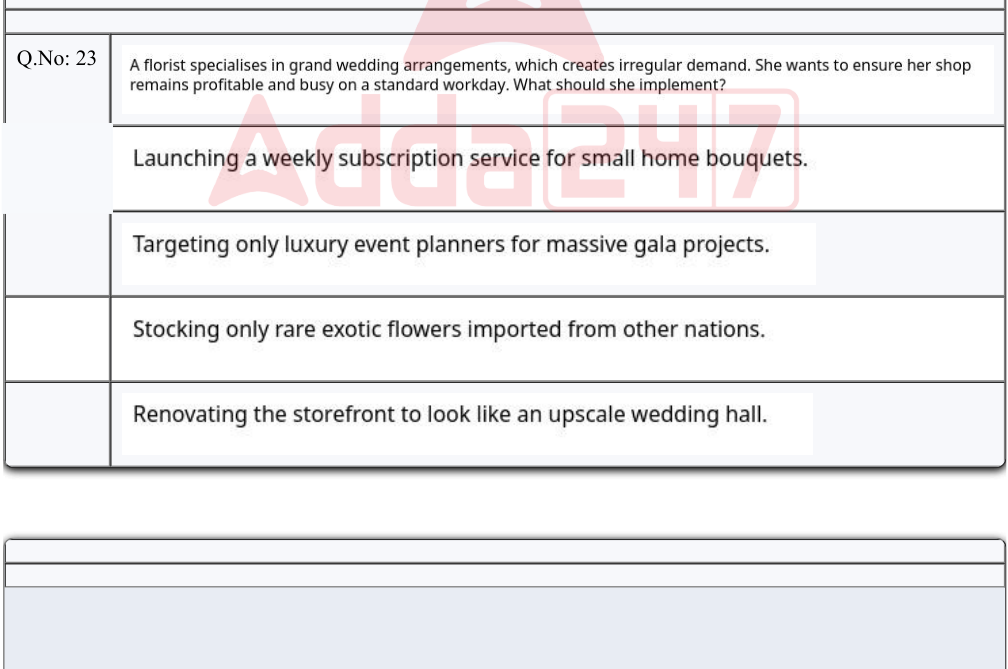 Q.No: 23
A florist specialises in grand wedding arrangements, which creates irregular demand. She wants to ensure her shop
remains profitable and busy on a standard workday. What should she implement?
Launching a weekly subscription service for small home bouquets.
Adda247
Targeting only luxury event planners for massive gala projects.
Stocking only rare exotic flowers imported from other nations.
Renovating the storefront to look like an upscale wedding hall.